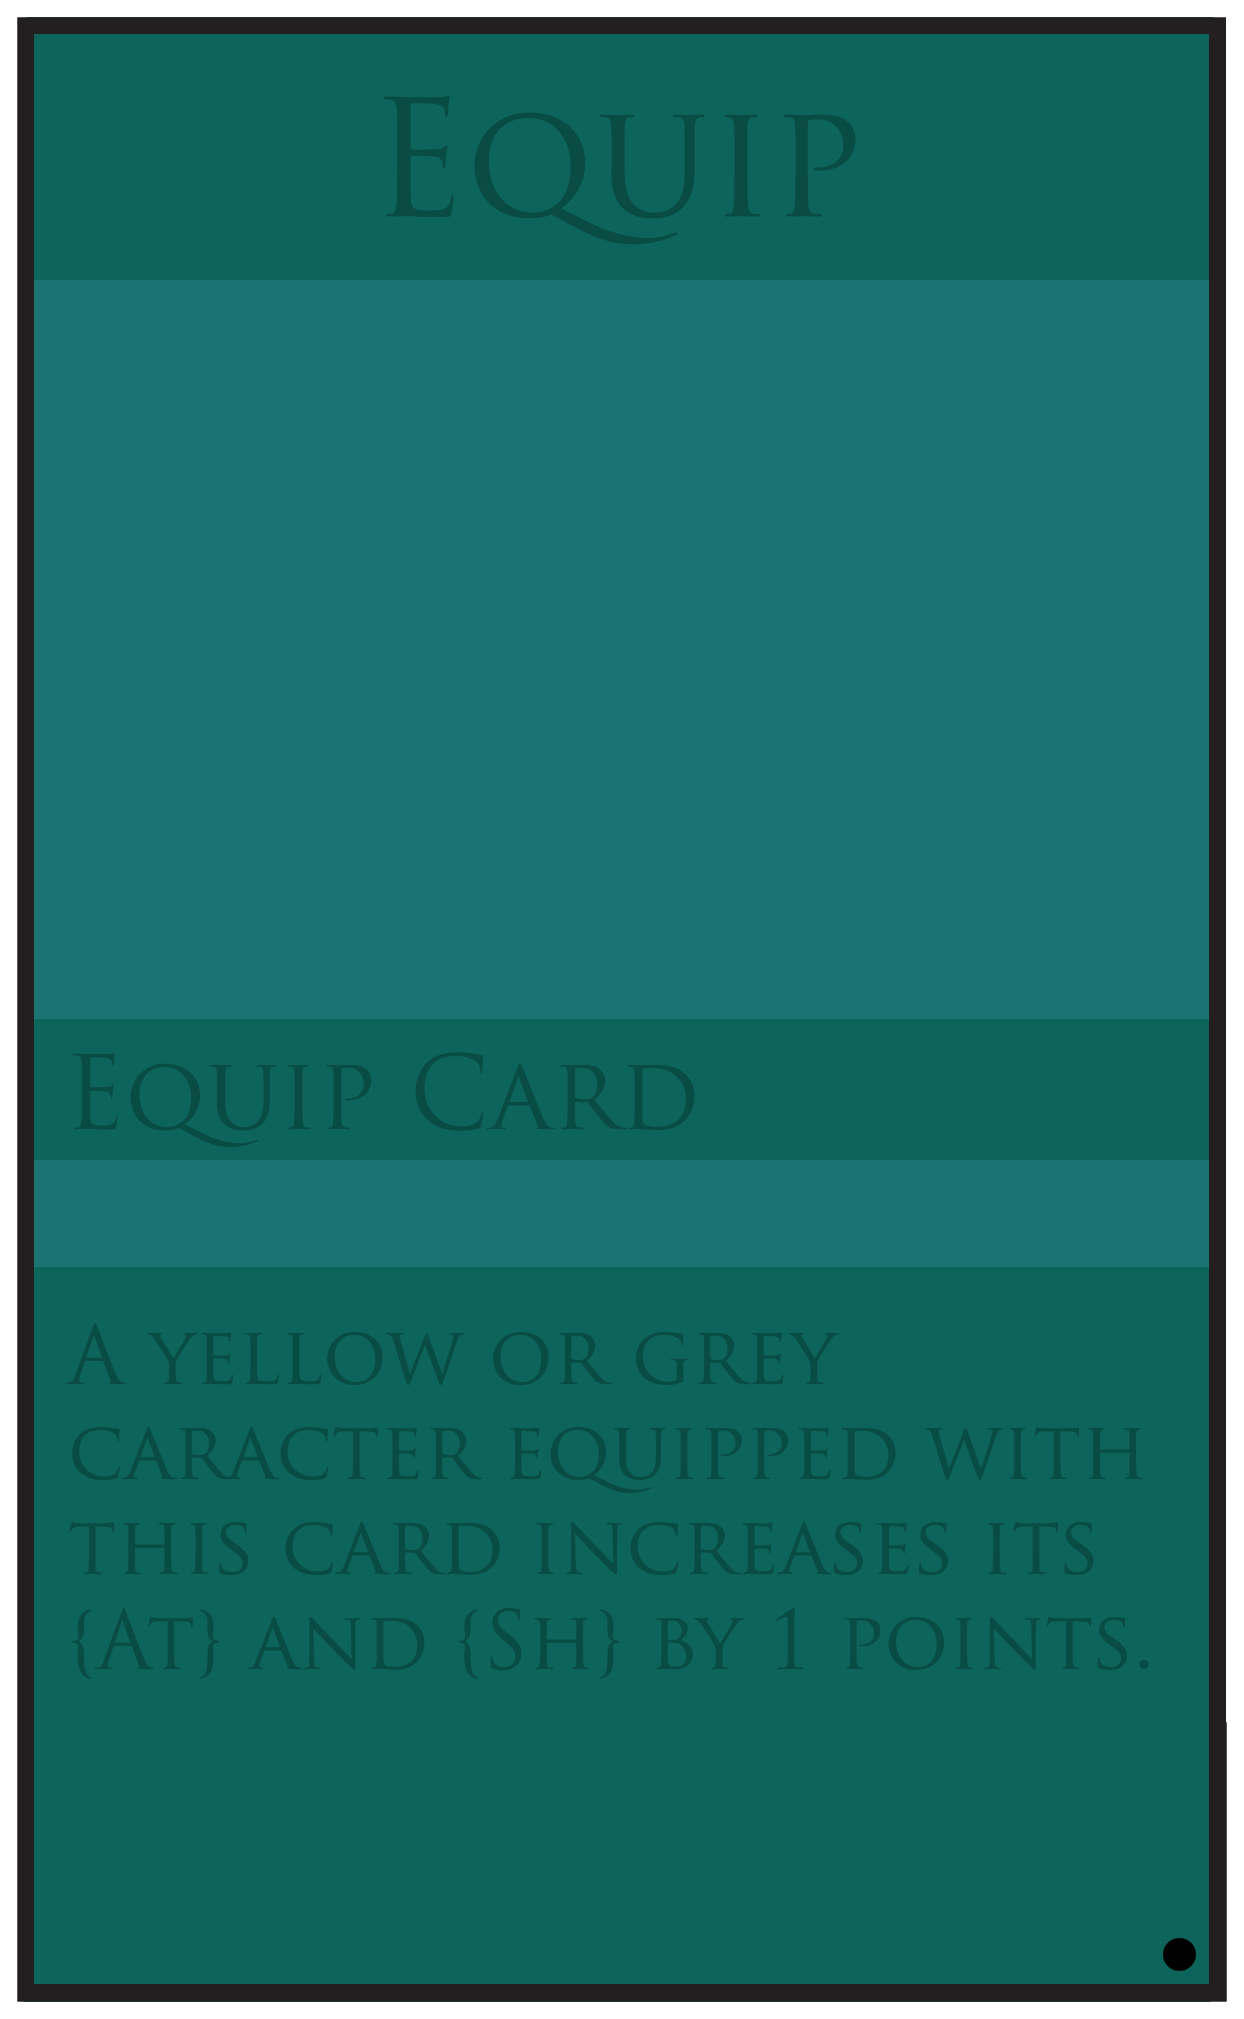 Equip
Equip Card
A yellow or grey
caracter equipped with
this card increases its
{At} and {Sh} by 1 points.